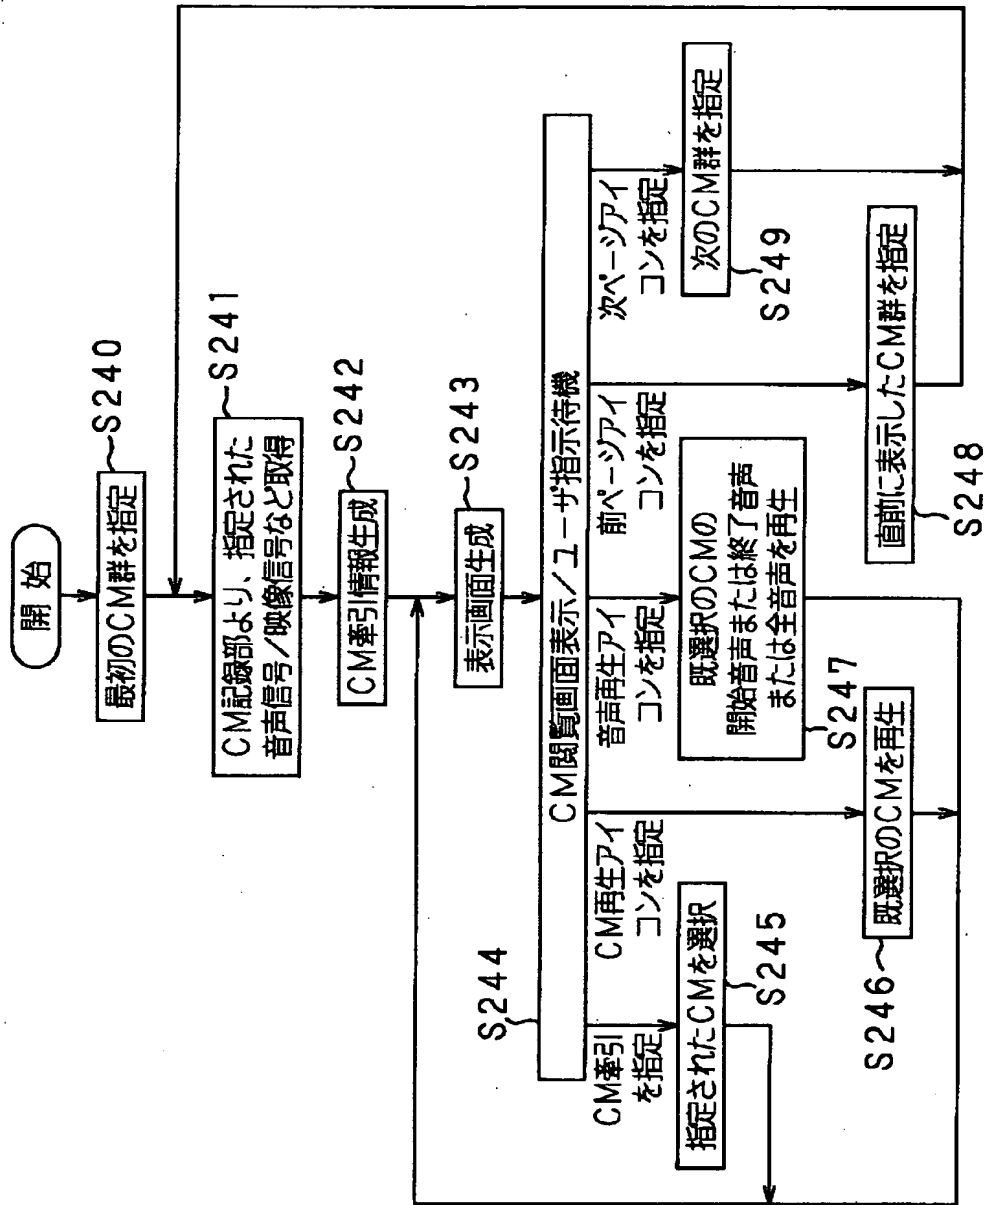 開始
最初のCM群を指定
S240
CM記録部より、指定された
音声信号/映像信号など取得
S241
CM牽引情報生成
S242
表示画面生成
S243
CM閲覧画面表示/ユーザ指示待機
S244
CM牽引
を指定
指定されたCMを選択
S245
CM再生アイ
コンを指定
既選択のCMを再生
S246
音声再生アイ
コンを指定
既選択のCMの
開始音声または終了音声
または全音声を再生
S247
前ページアイ
コンを指定
直前に表示したCM群を指定
S248
次ページアイ
コンを指定
次のCM群を指定
S249